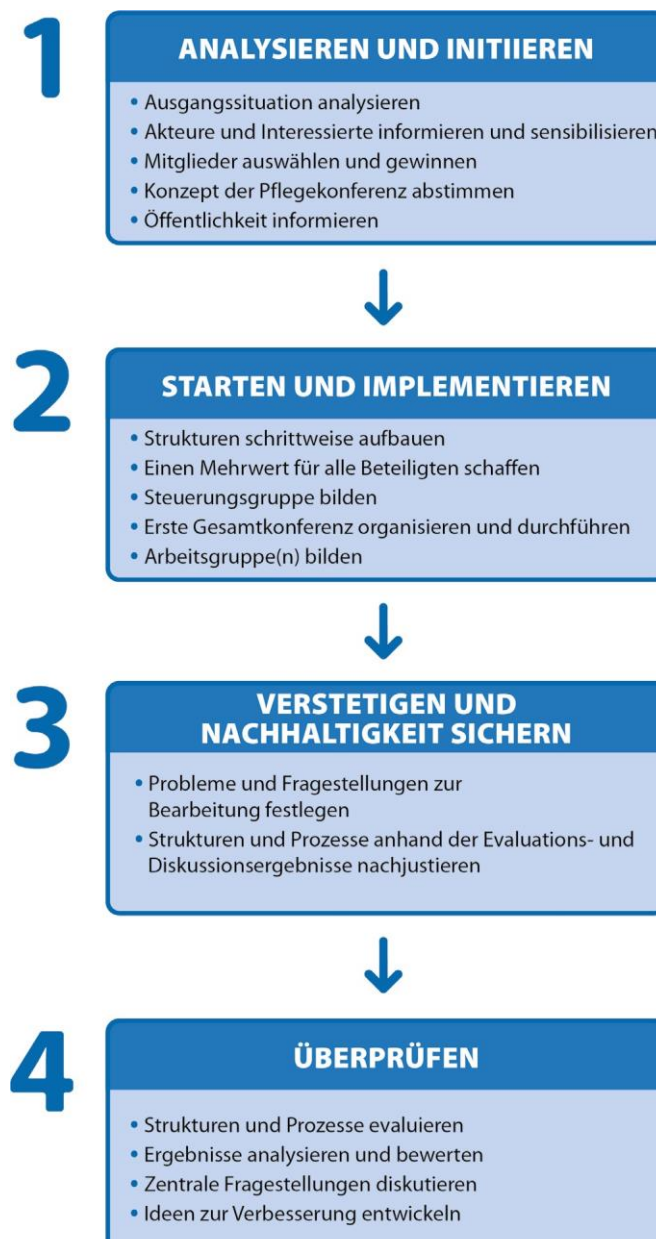 1
ANALYSIEREN UND INITIIEREN
• Ausgangssituation analysieren
• Akteure und Interessierte informieren und sensibilisieren
• Mitglieder auswählen und gewinnen
• Konzept der Pflegekonferenz abstimmen
• Öffentlichkeit informieren
2
STARTEN UND IMPLEMENTIEREN
• Strukturen schrittweise aufbauen
• Einen Mehrwert für alle Beteiligten schaffen
• Steuerungsgruppe bilden
• Erste Gesamtkonferenz organisieren und durchführen
• Arbeitsgruppe(n) bilden
3
VERSTETIGEN UND
NACHHALTIGKEIT SICHERN
• Probleme und Fragestellungen zur
Bearbeitung festlegen
• Strukturen und Prozesse anhand der Evaluations- und
Diskussionsergebnisse nachjustieren
4
ÜBERPRÜFEN
• Strukturen und Prozesse evaluieren
• Ergebnisse analysieren und bewerten
• Zentrale Fragestellungen diskutieren
• Ideen zur Verbesserung entwickeln